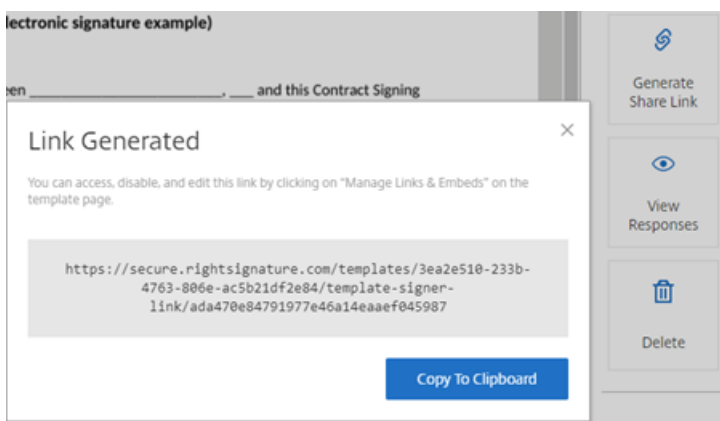 lectronic signature example)
een ____________________________, ___ and this Contract Signing
Link Generated
You can access, disable, and edit this link by clicking on "Manage Links & Embeds" on the
template page.
https://secure.rightsignature.com/templates/3ea2e510-233b-
4763-806e-ac5b21df2e84/template-signer-
link/ada470e84791977e46a14eaaef045987
Copy To Clipboard
Generate
Share Link
View
Responses
Delete